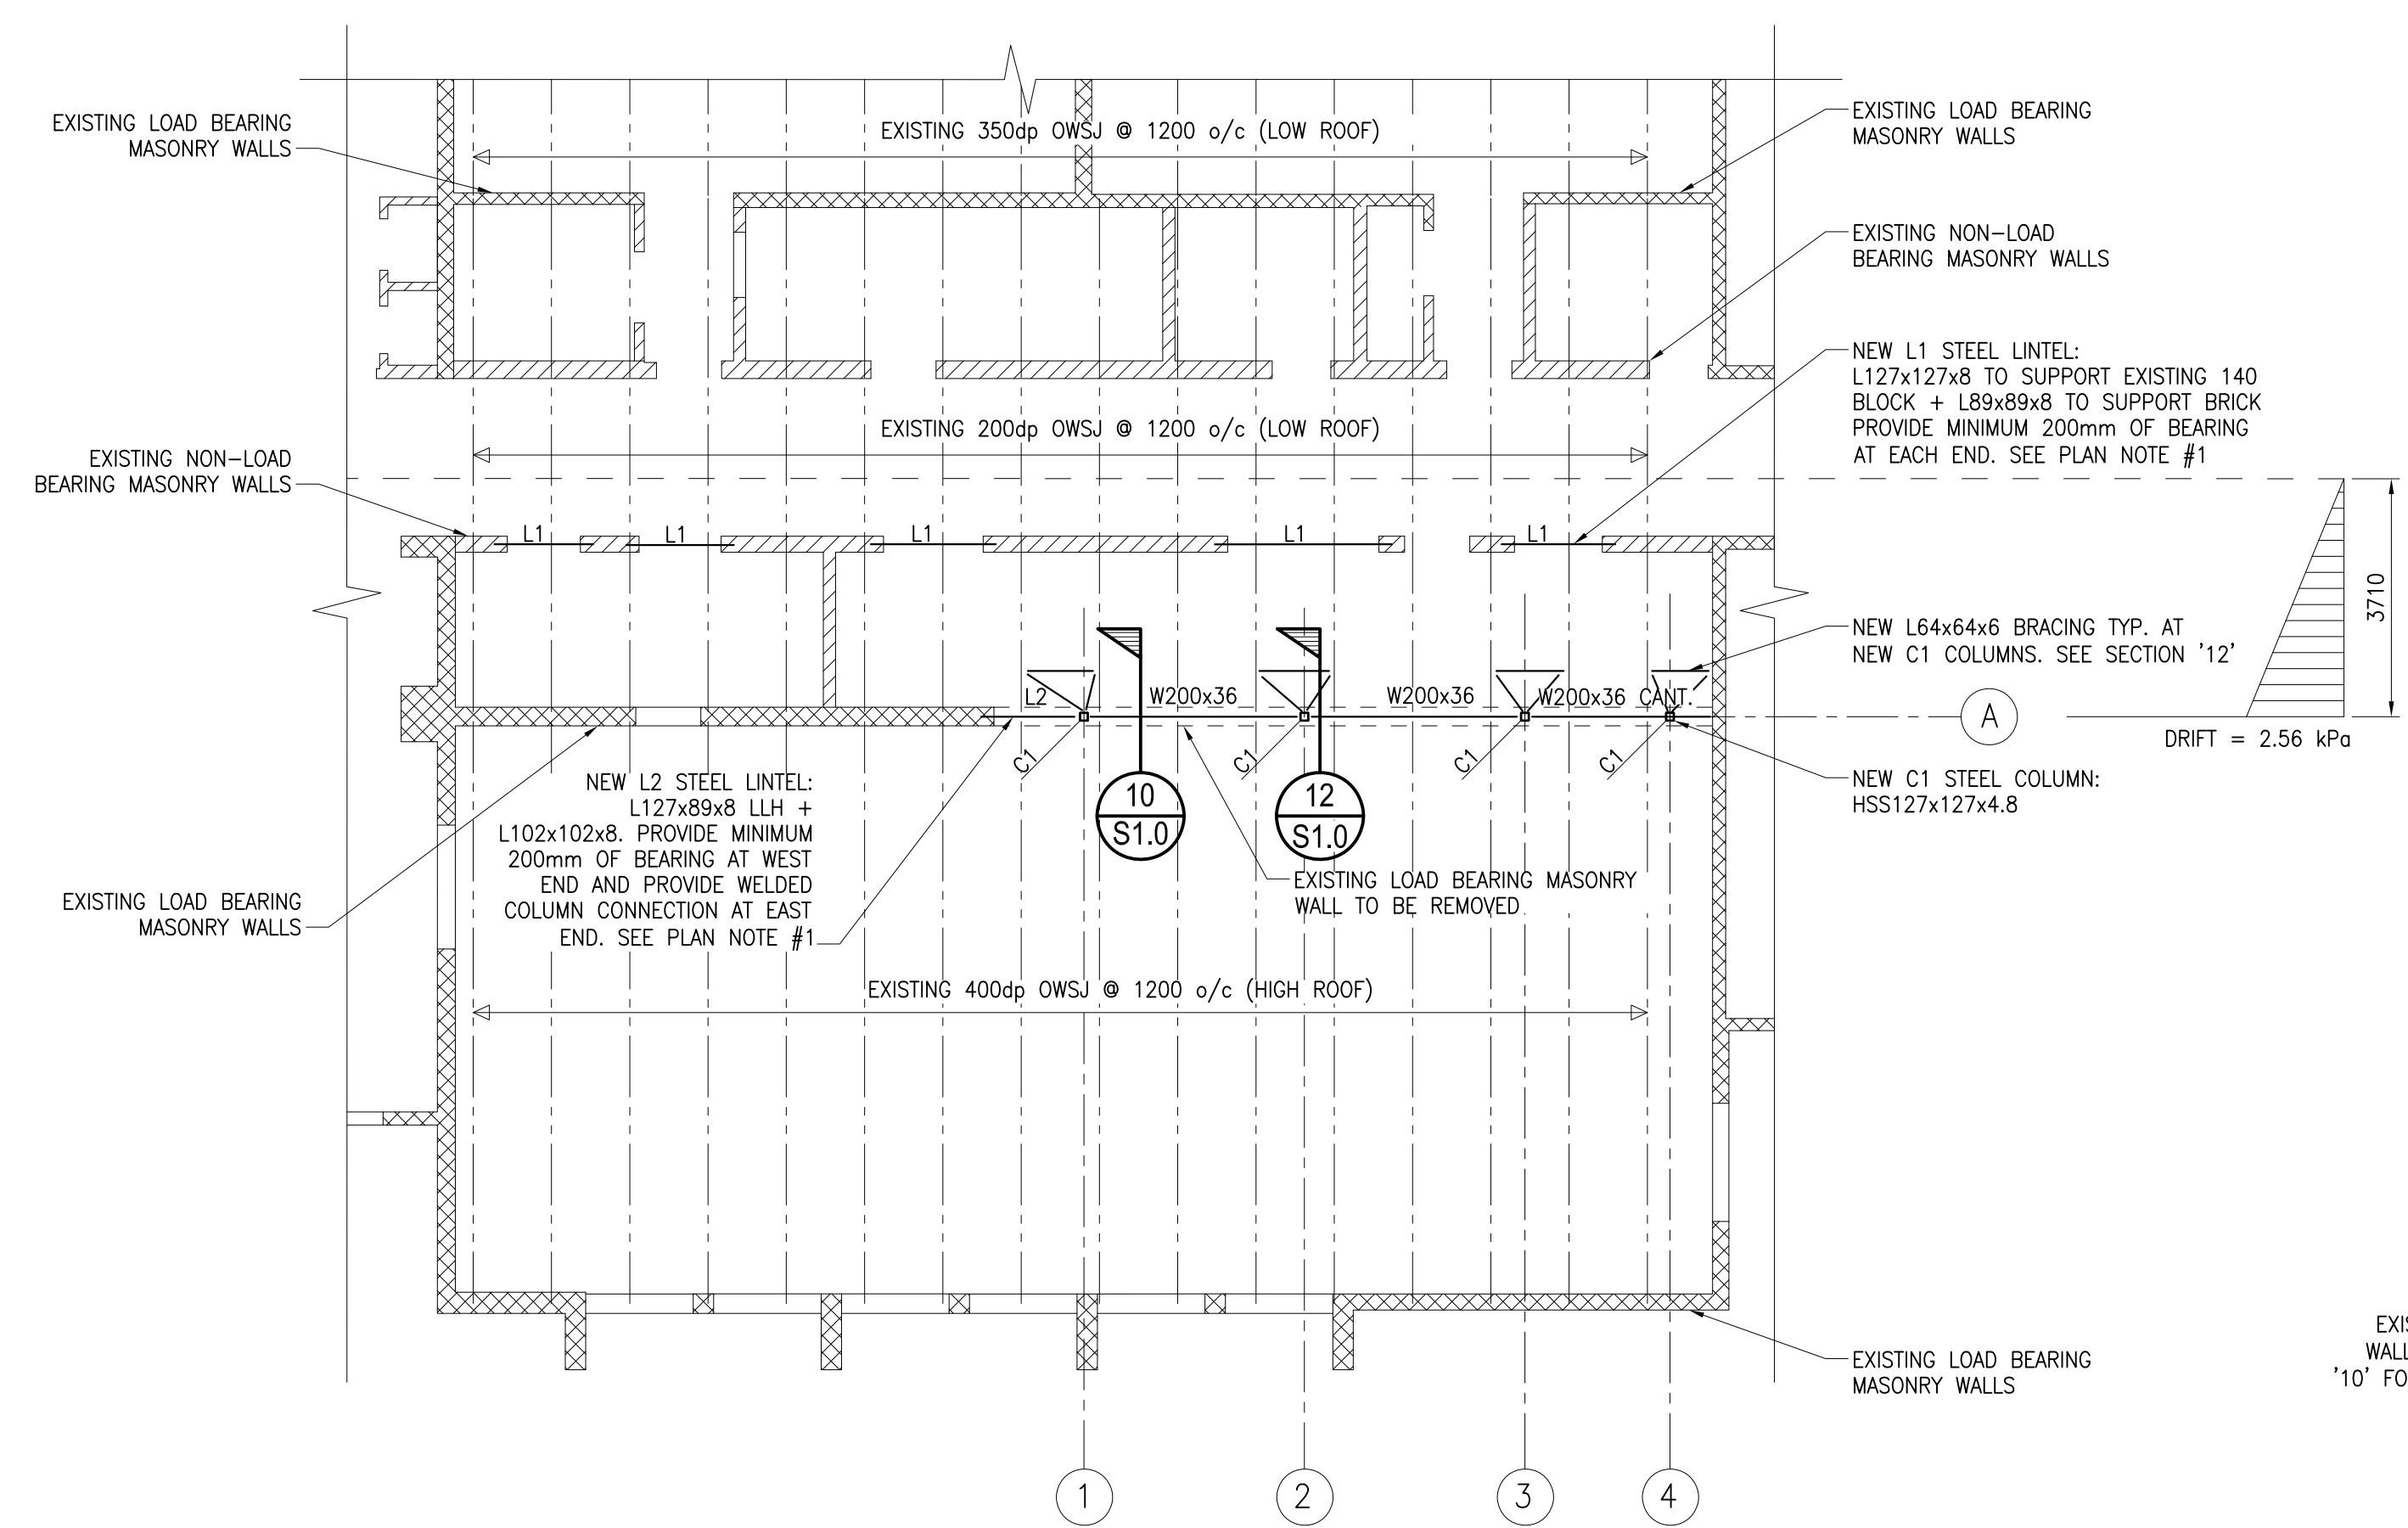 EXISTING LOAD BEARING
MASONRY WALLS
EXISTING 350dp OWSJ @ 1200 o/c (LOW ROOF)
EXISTING LOAD BEARING
MASONRY WALLS
EXISTING NON-LOAD
BEARING MASONRY WALLS
NEW L1 STEEL LINTEL:
L127x127x8 TO SUPPORT EXISTING 140
BLOCK + L89x89x8 TO SUPPORT BRICK
PROVIDE MINIMUM 200mm OF BEARING
AT EACH END. SEE PLAN NOTE #1
EXISTING 200dp OWSJ @ 1200 o/c (LOW ROOF)
EXISTING NON-LOAD
BEARING MASONRY WALLS
L1
L1
L1
L1
L1
3710
NEW L64x64x6 BRACING TYP. AT
NEW C1 COLUMNS. SEE SECTION '12'
L2
W200x36
W200x36
W200x36 CANT.
A
DRIFT = 2.56 kPa
C1
C1
C1
C1
NEW C1 STEEL COLUMN:
HSS127x127x4.8
NEW L2 STEEL LINTEL:
L127x89x8 LLH +
L102x102x8. PROVIDE MINIMUM
200mm OF BEARING AT WEST
END AND PROVIDE WELDED
COLUMN CONNECTION AT EAST
END. SEE PLAN NOTE #1
10
S1.0
12
S1.0
EXISTING LOAD BEARING MASONRY
WALL TO BE REMOVED
EXISTING LOAD BEARING
MASONRY WALLS
EXISTING 400dp OWSJ @ 1200 o/c (HIGH ROOF)
EXISTING LOAD BEARING
MASONRY WALLS
'10'
1
2
3
4